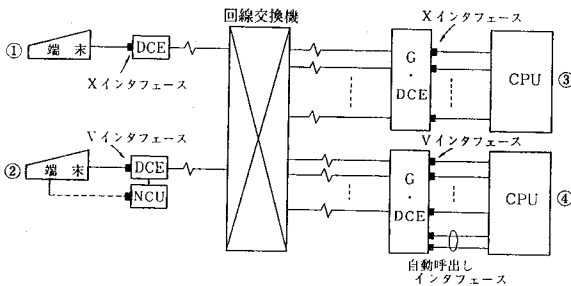 回線交換機
① 端末
DCE
Xインタフェース
Vインタフェース
② 端末
DCE
NCU
Xインタフェース
G・DCE
CPU
③
Vインタフェース
G・DCE
CPU
④
自動呼出し
インタフェース